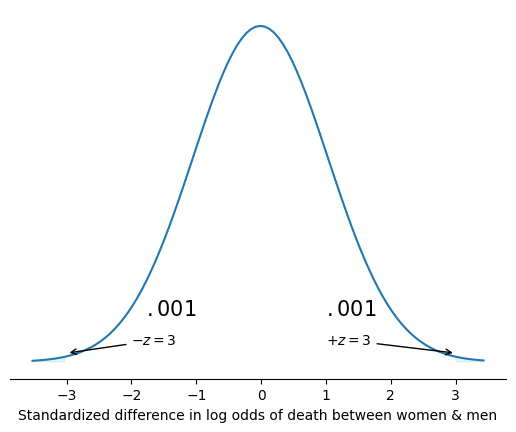 .001 .001
−z = 3 +z = 3
−3 −2 −1 0 1 2 3
Standardized difference in log odds of death between women & men